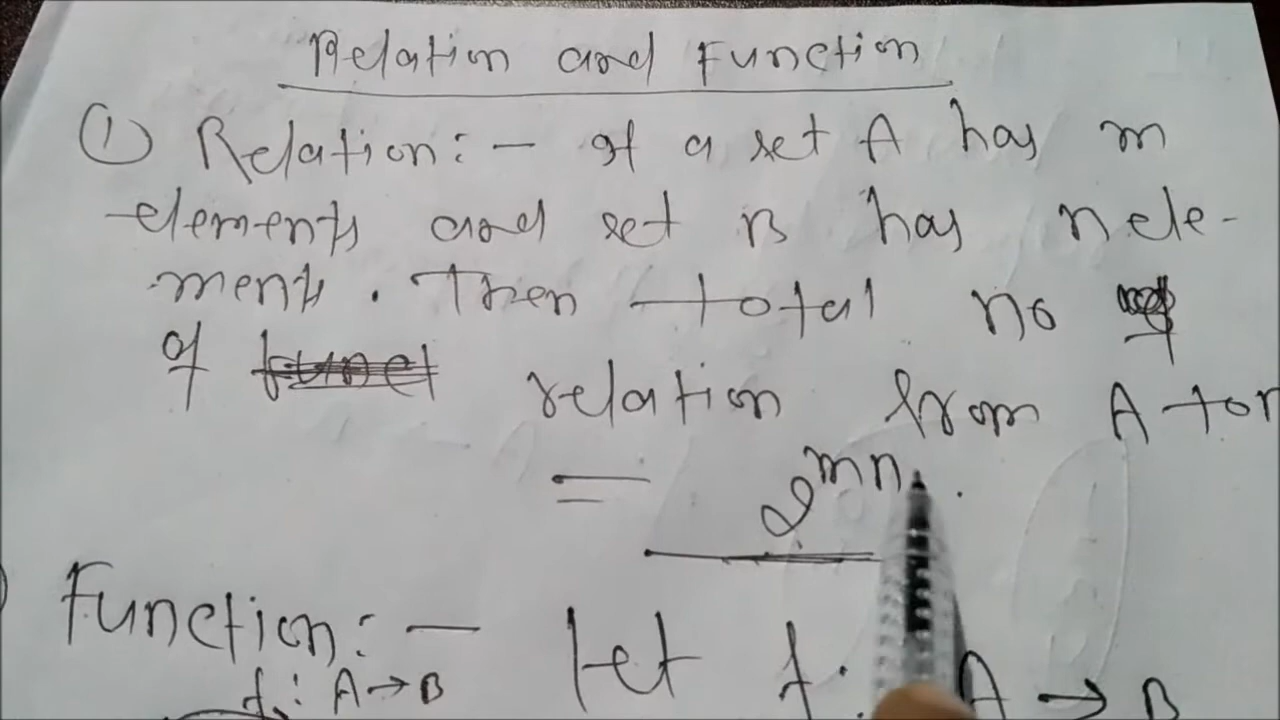 Relation and Function
① Relation:- If a set A has m
elements and set B has n ele-
ments. Then total no
of relation from A to
= 2^mn.
Function:- let f: A → B
f: A → B